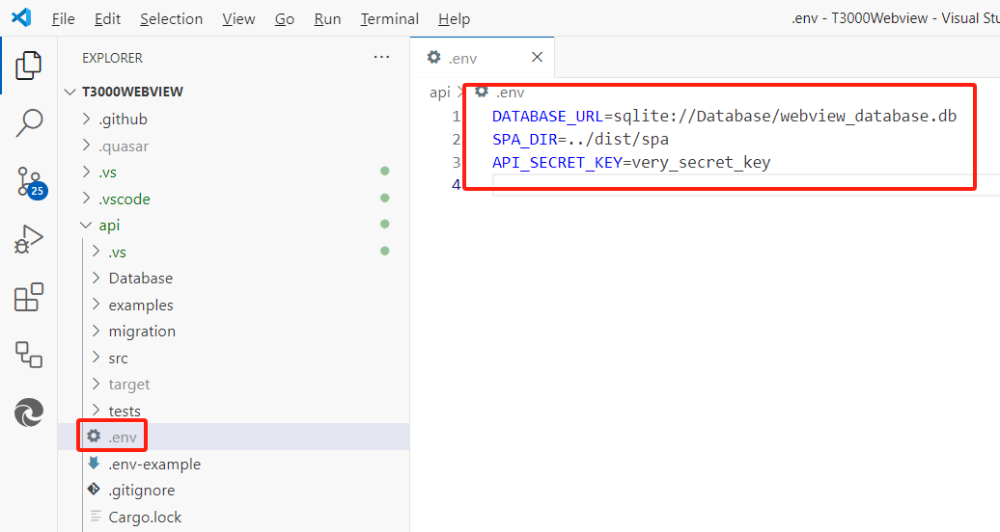 File Edit Selection View Go Run Terminal Help
.env - T3000Webview - Visual Stu
EXPLORER ···
T3000WEBVIEW
.github
.quasar
.vs
.vscode
api
.vs
Database
examples
migration
src
target
tests
.env
.env-example
.gitignore
Cargo.lock
25
.env
api > .env
1 DATABASE_URL=sqlite://Database/webview_database.db
2 SPA_DIR=../dist/spa
3 API_SECRET_KEY=very_secret_key
4